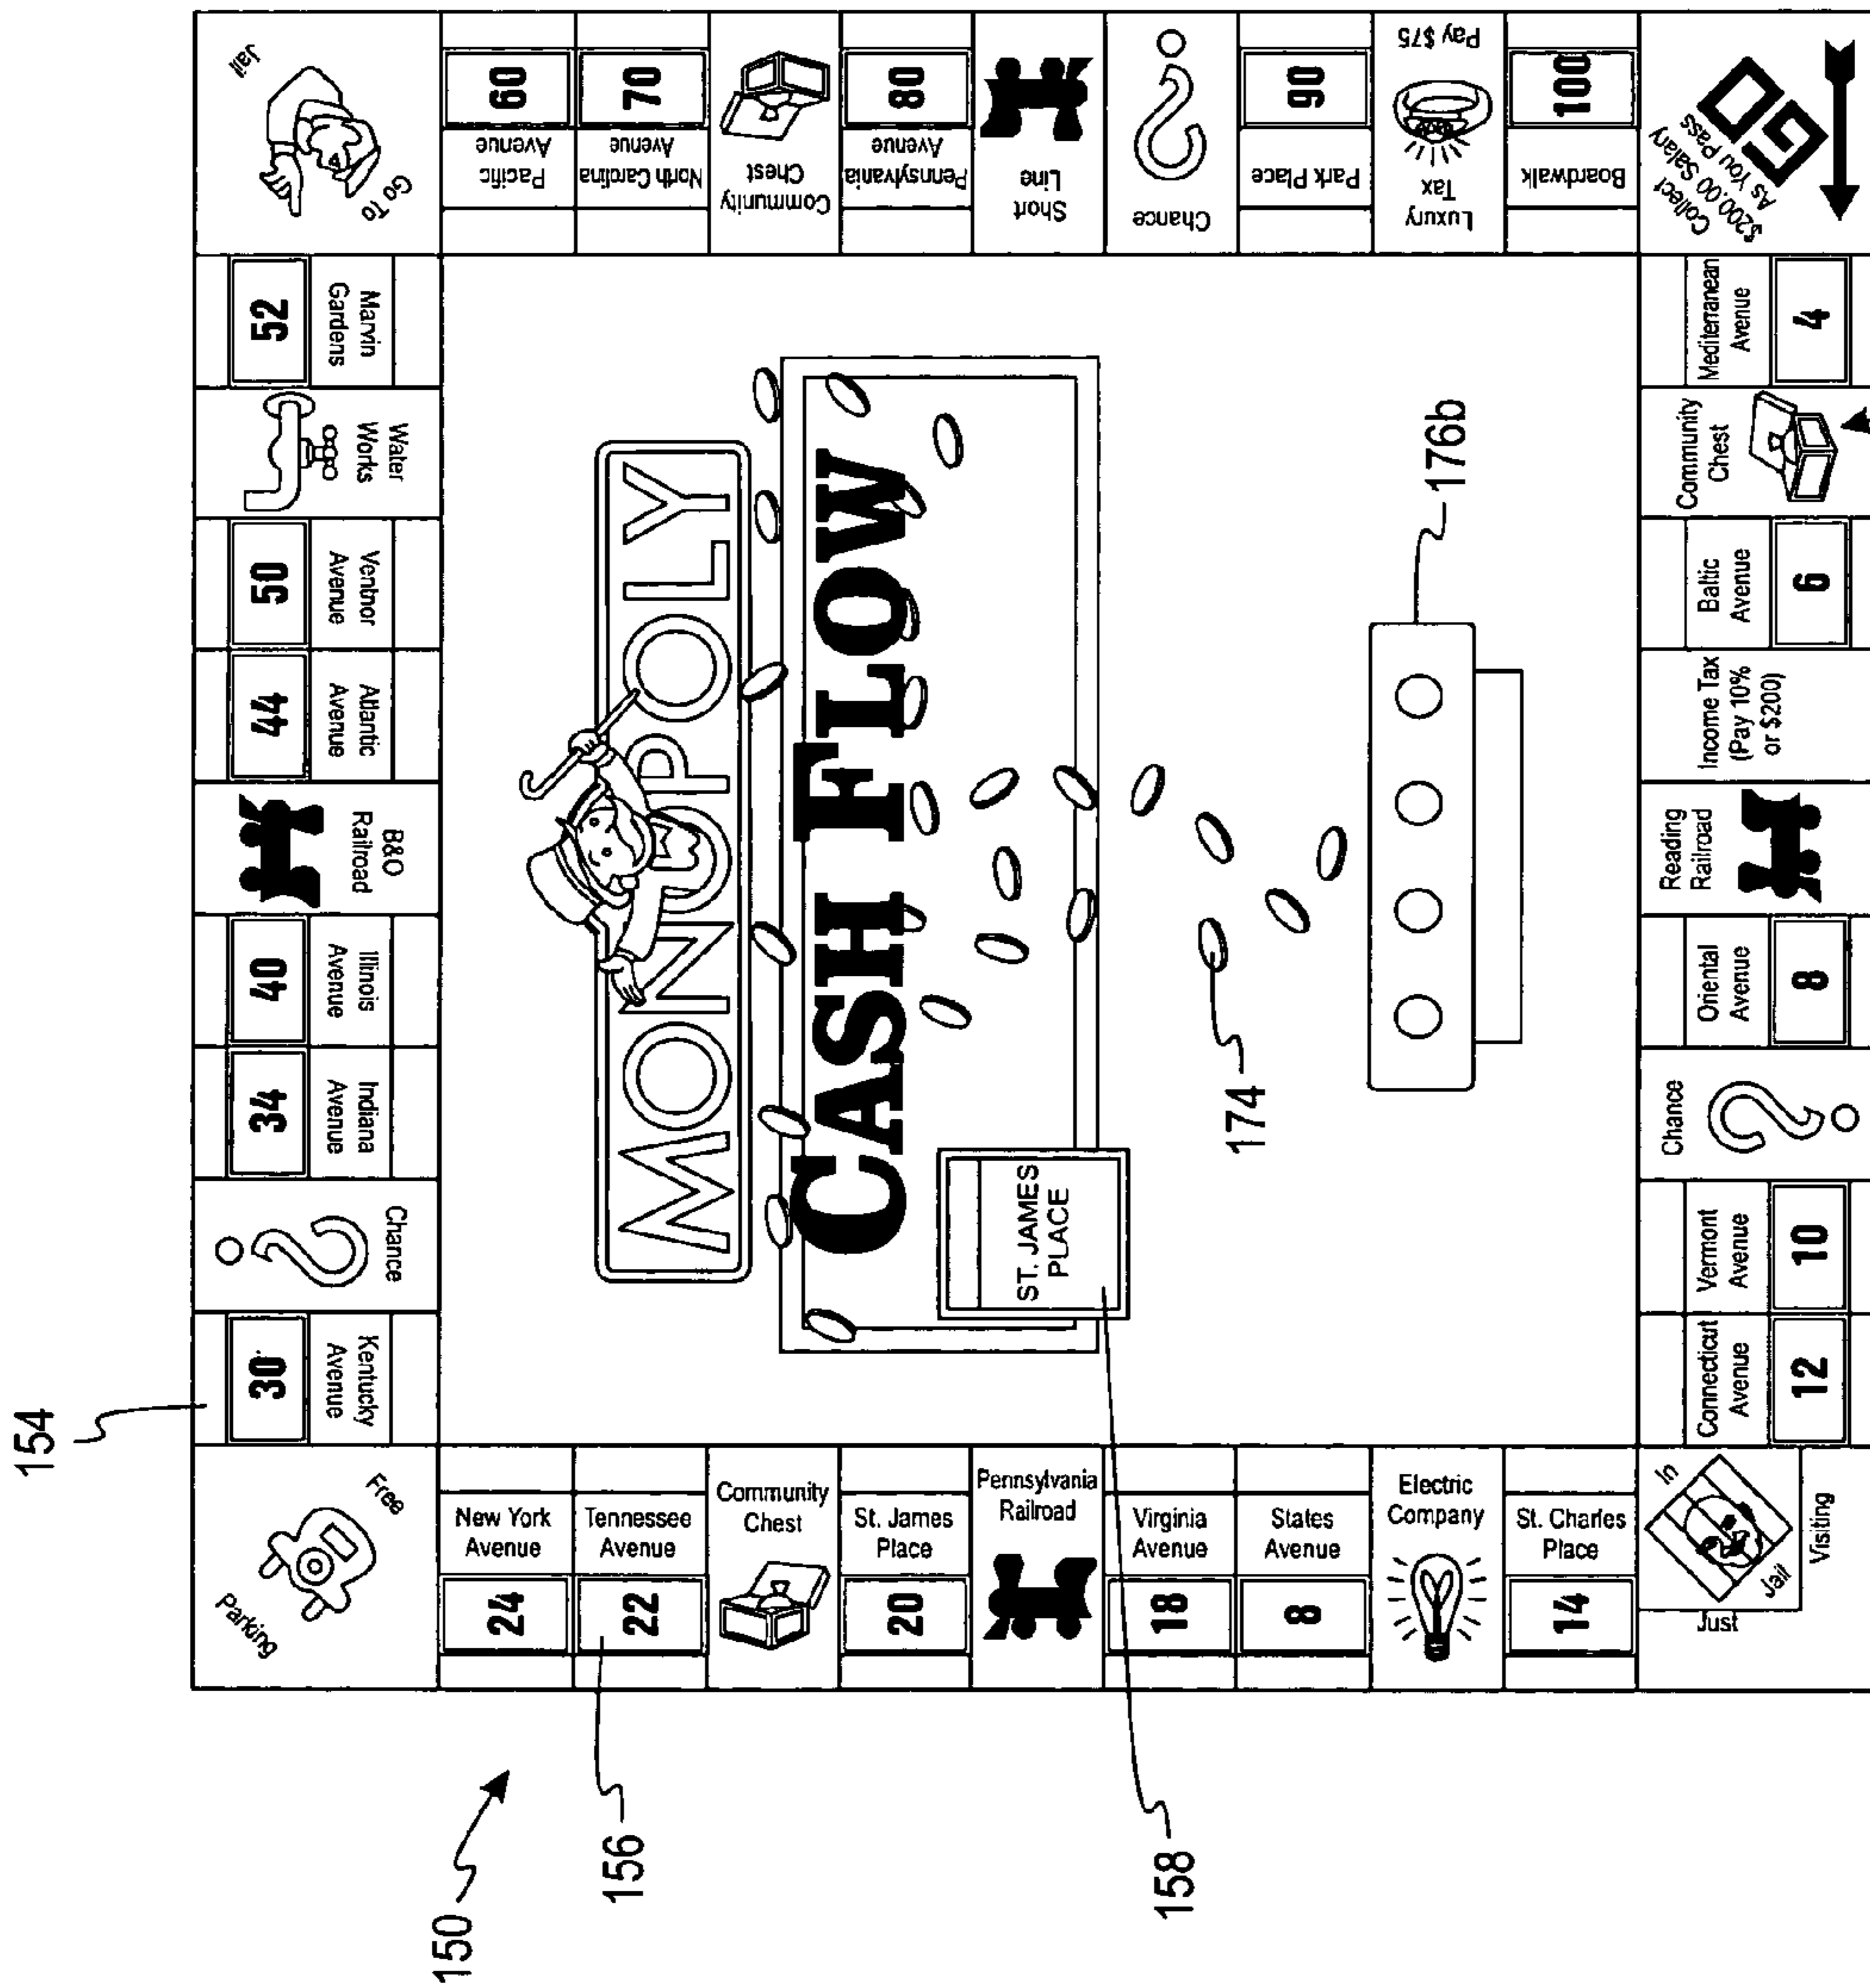 154
150
156
158
174
176b
MONOPOLY
CASH FLOW
ST. JAMES
PLACE
Parking
Free
30
Kentucky
Avenue
Chance
34
Indiana
Avenue
40
Illinois
Avenue
B&O
Railroad
44
Atlantic
Avenue
50
Ventnor
Avenue
Water
Works
52
Marvin
Gardens
Go To
Jail
60
Pacific
Avenue
70
North Carolina
Avenue
Community
Chest
80
Pennsylvania
Avenue
Short
Line
Chance
90
Park Place
Luxury
Tax
Pay $75
100
Boardwalk
Collect
$200.00 Salary
As You Pass
GO
Mediterranean
Avenue
4
Community
Chest
Baltic
Avenue
6
Income Tax
(Pay 10%
or $200)
Reading
Railroad
Oriental
Avenue
8
Chance
Vermont
Avenue
10
Connecticut
Avenue
12
In
Jail
Just
Visiting
St. Charles
Place
14
Electric
Company
States
Avenue
8
Virginia
Avenue
18
Pennsylvania
Railroad
St. James
Place
20
Community
Chest
Tennessee
Avenue
22
New York
Avenue
24